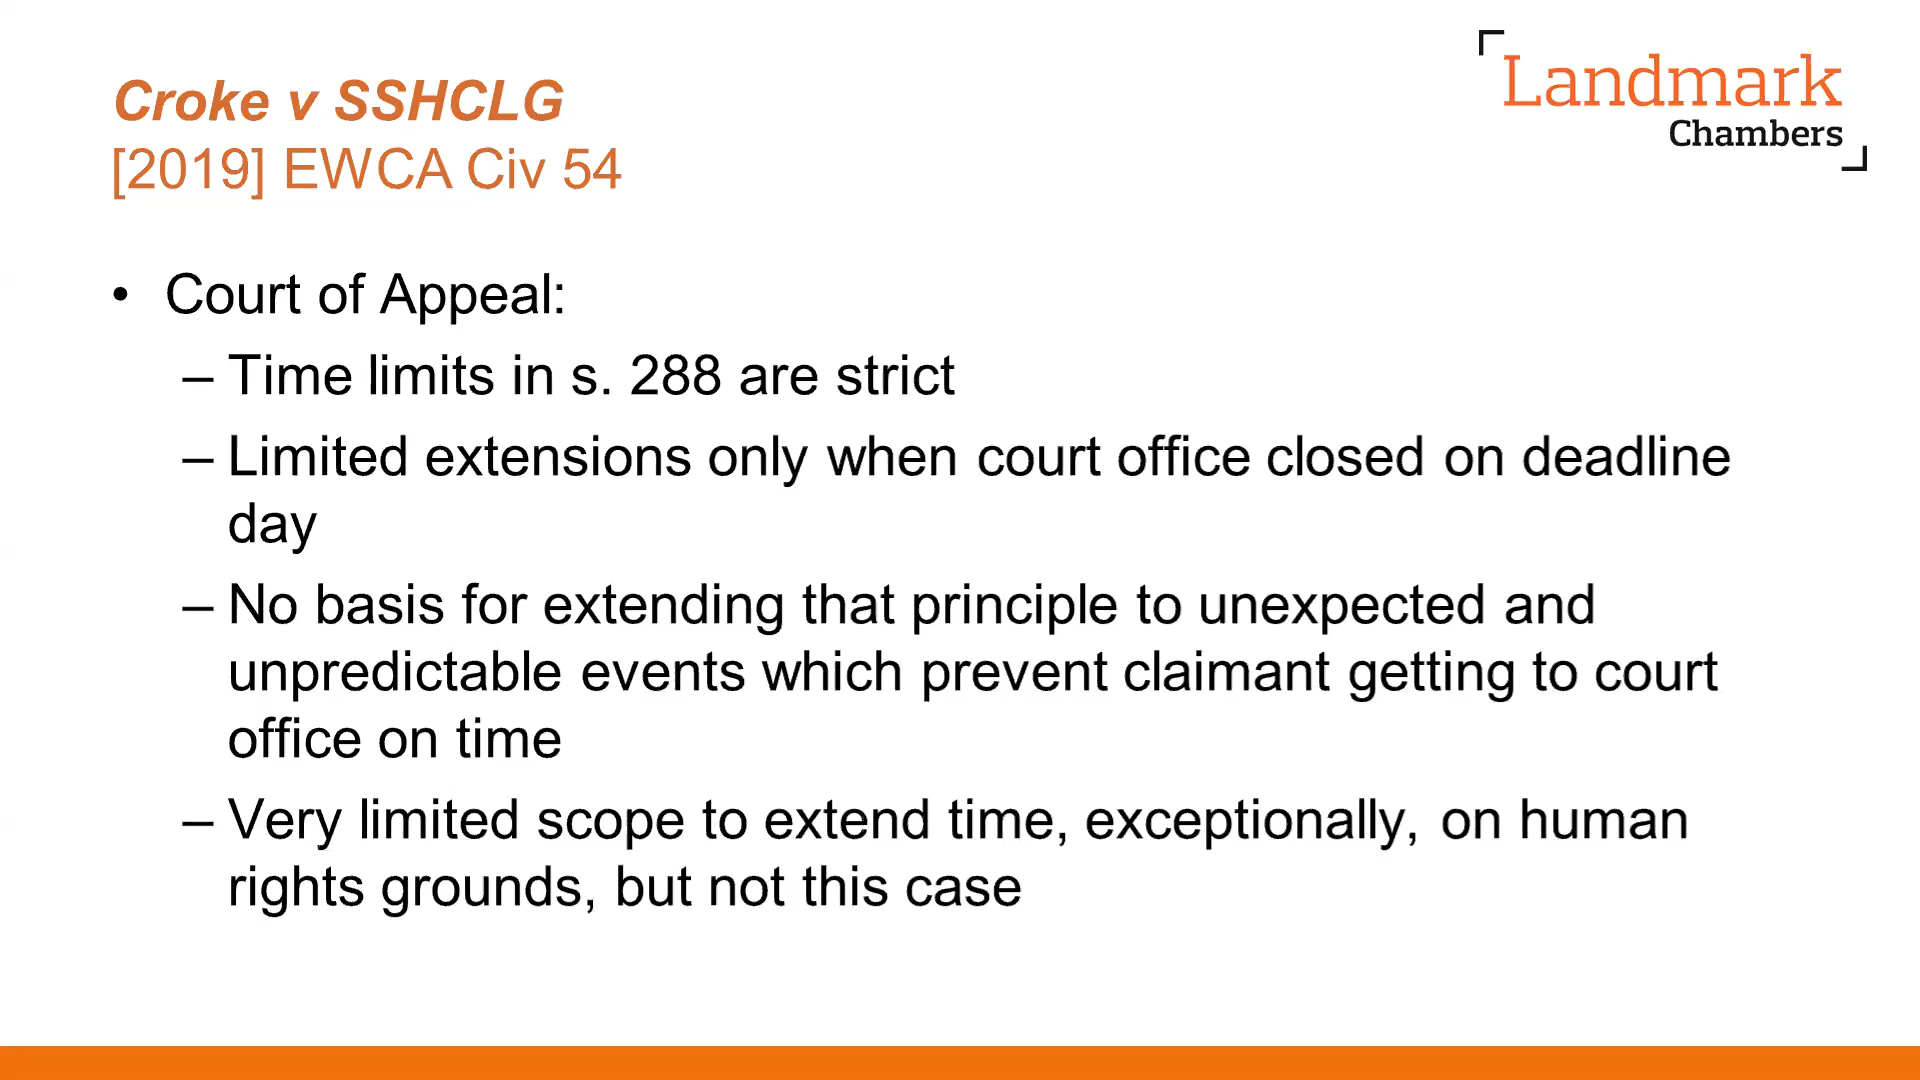 Croke v SSHCLG
[2019] EWCA Civ 54
Landmark
Chambers
• Court of Appeal:
– Time limits in s. 288 are strict
– Limited extensions only when court office closed on deadline
day
– No basis for extending that principle to unexpected and
unpredictable events which prevent claimant getting to court
office on time
– Very limited scope to extend time, exceptionally, on human
rights grounds, but not this case